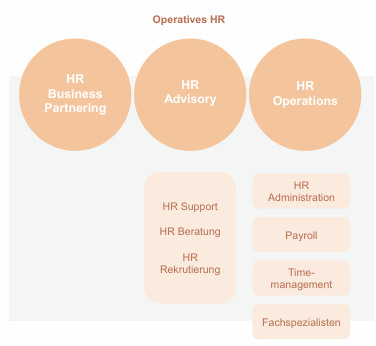 Operatives HR
HR
Business
Partnering
HR
Advisory
HR
Operations
HR Support
HR Beratung
HR
Rekrutierung
HR
Administration
Payroll
Time-
management
Fachspezialisten